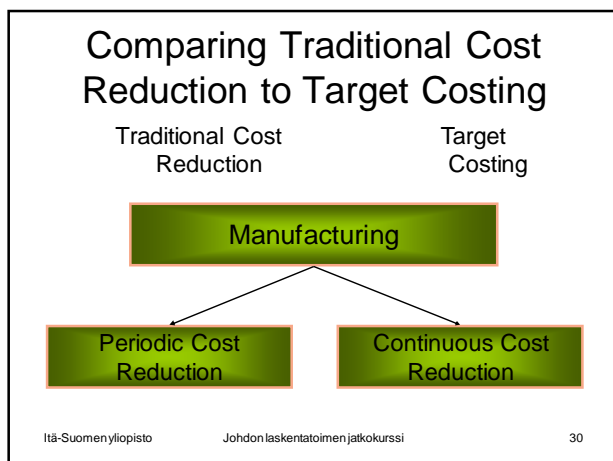 Comparing Traditional Cost
Reduction to Target Costing
Traditional Cost
Reduction
Target
Costing
Manufacturing
Periodic Cost
Reduction
Continuous Cost
Reduction
Itä-Suomen yliopisto Johdon laskentatoimen jatkokurssi 30